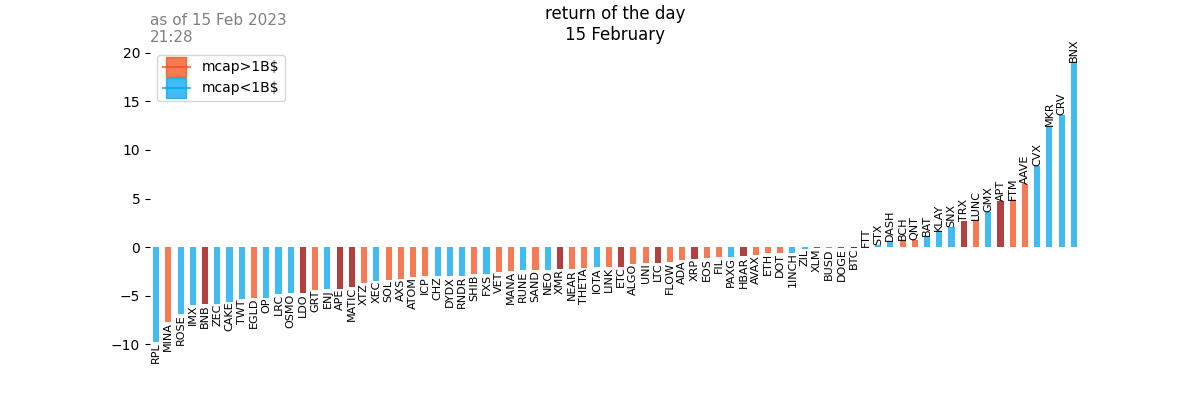 as of 15 Feb 2023
21:28
return of the day
15 February
mcap>1B$
mcap<1B$
20
15
10
5
0
−5
−10
RPL
MINA
ROSE
IMX
BNB
ZEC
CAKE
TWT
EGLD
OP
LRC
OSMO
LDO
GRT
ENJ
APE
MATIC
XTZ
XEC
SOL
AXS
ATOM
ICP
CHZ
DYDX
RNDR
SHIB
FXS
VET
MANA
RUNE
SAND
NEO
XMR
NEAR
THETA
IOTA
LINK
ETC
ALGO
UNI
LTC
FLOW
ADA
XRP
EOS
FIL
PAXG
HBAR
AVAX
ETH
DOT
1INCH
ZIL
XLM
BUSD
DOGE
BTC
FTT
STX
DASH
BCH
QNT
BAT
KLAY
SNX
TRX
LUNC
GMX
APT
FTM
AAVE
CVX
MKR
CRV
BNX